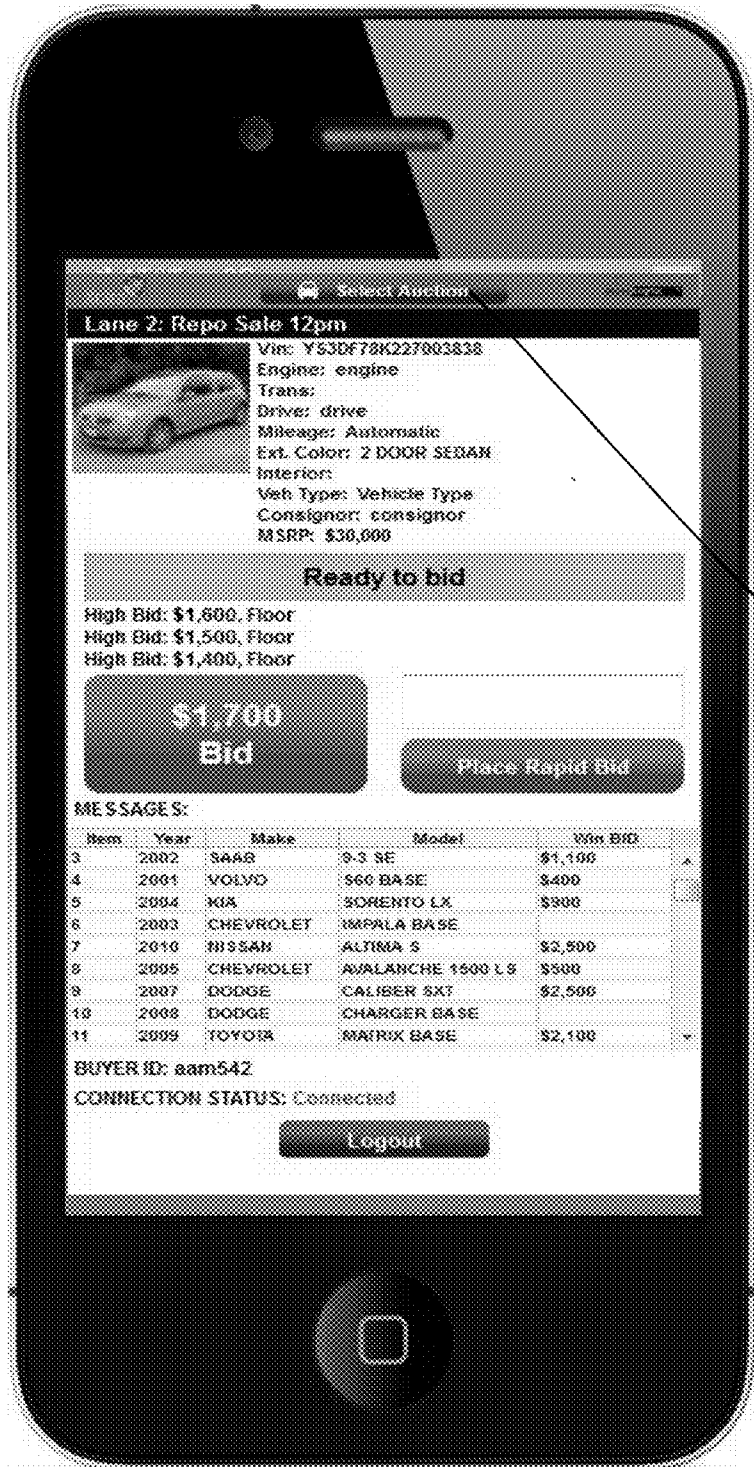 Select Auction
Lane 2: Repo Sale 12pm
Vin: YS3DF78K227003838
Engine: engine
Trans:
Drive: drive
Mileage: Automatic
Ext. Color: 2 DOOR SEDAN
Interior:
Veh Type: Vehicle Type
Consignor: consignor
MSRP: $30,000
Ready to bid
High Bid: $1,600, Floor
High Bid: $1,500, Floor
High Bid: $1,400, Floor
$1,700
Bid
Place Rapid Bid
MESSAGES:
Item Year Make Model Win BID
3 2002 SAAB 9-3 SE $1,100
4 2001 VOLVO S60 BASE $400
5 2004 KIA SORENTO LX $900
6 2003 CHEVROLET IMPALA BASE
7 2010 NISSAN ALTIMA S $2,500
8 2005 CHEVROLET AVALANCHE 1500 LS $500
9 2007 DODGE CALIBER SXT $2,500
10 2008 DODGE CHARGER BASE
11 2009 TOYOTA MATRIX BASE $2,100
BUYER ID: aam542
CONNECTION STATUS: Connected
Logout